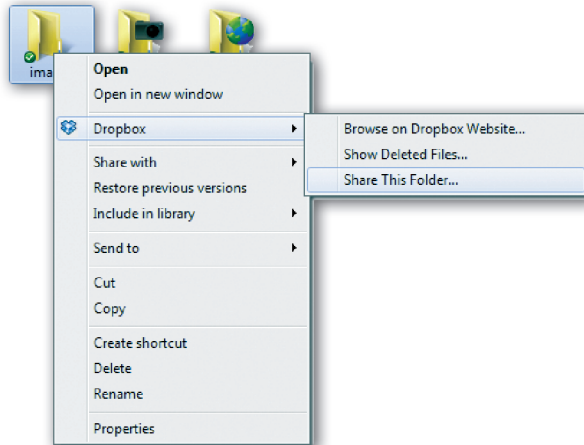 ima
Open
Open in new window
Dropbox
Share with
Restore previous versions
Include in library
Send to
Cut
Copy
Create shortcut
Delete
Rename
Properties
Browse on Dropbox Website...
Show Deleted Files...
Share This Folder...